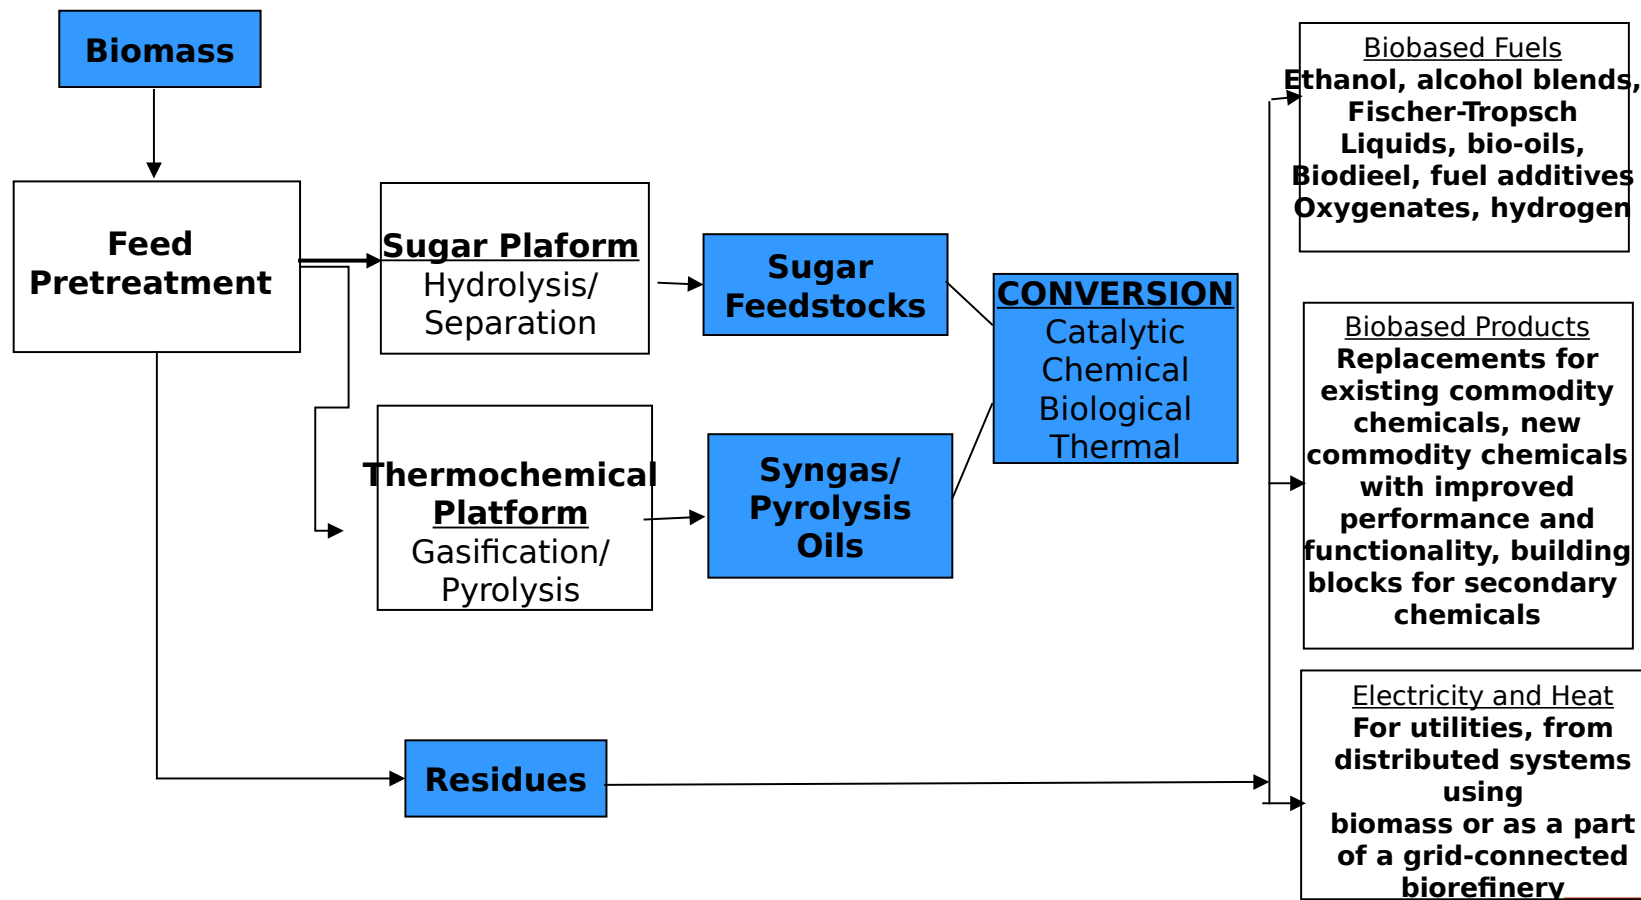 Biomass
Feed
Pretreatment
Sugar Plaform
Hydrolysis/
Separation
Thermochemical
Platform
Gasification/
Pyrolysis
Sugar
Feedstocks
Syngas/
Pyrolysis
Oils
Residues
CONVERSION
Catalytic
Chemical
Biological
Thermal
Biobased Fuels
Ethanol, alcohol blends,
Fischer-Tropsch
Liquids, bio-oils,
Biodieel, fuel additives
Oxygenates, hydrogen
Biobased Products
Replacements for
existing commodity
chemicals, new
commodity chemicals
with improved
performance and
functionality, building
blocks for secondary
chemicals
Electricity and Heat
For utilities, from
distributed systems
using
biomass or as a part
of a grid-connected
biorefinery